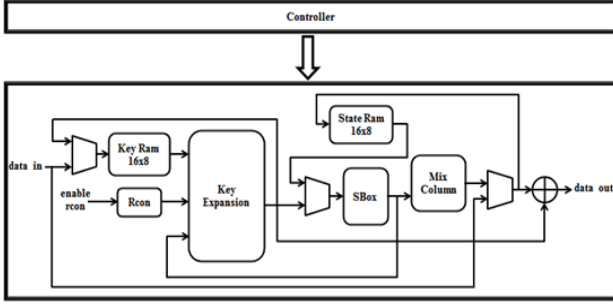 Controller
State Ram
16x8
Key Ram
16x8
data in
Mix
Column
enable
rcon
Rcon
Key
Expansion
SBox
data out